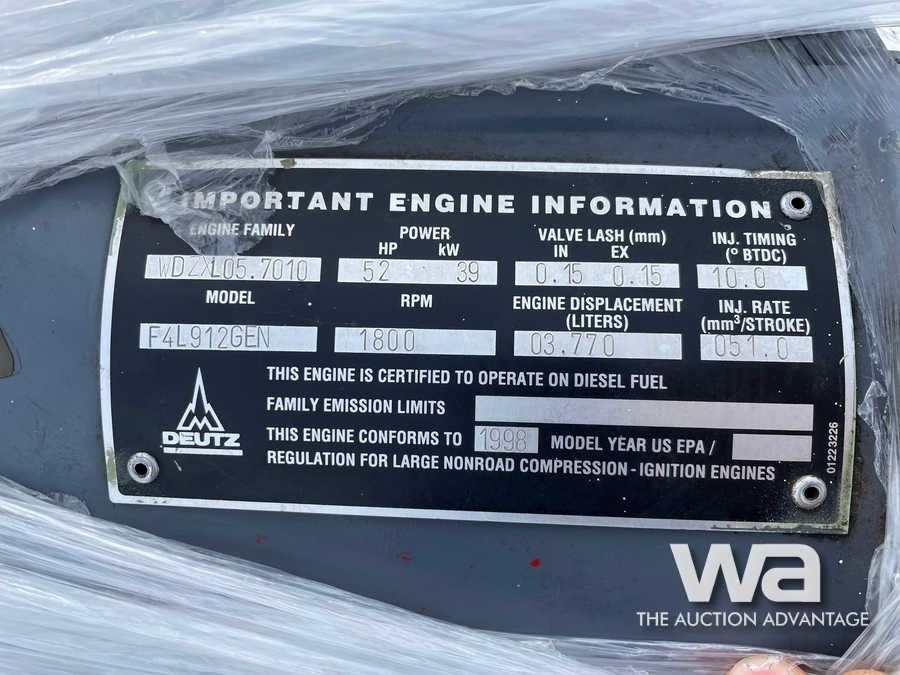 IMPORTANT ENGINE INFORMATION
ENGINE FAMILY POWER VALVE LASH (mm) INJ. TIMING
HP kW IN EX (° BTDC)
WDZXL05.7010 52 39 0.15 0.15 10.0
MODEL RPM ENGINE DISPLACEMENT INJ. RATE
(LITERS) (mm³/STROKE)
F4L912GEN 1800 03.770 051.0
THIS ENGINE IS CERTIFIED TO OPERATE ON DIESEL FUEL
FAMILY EMISSION LIMITS
DEUTZ
THIS ENGINE CONFORMS TO 1998 MODEL YEAR US EPA /
REGULATION FOR LARGE NONROAD COMPRESSION - IGNITION ENGINES
01223226
wa
THE AUCTION ADVANTAGE